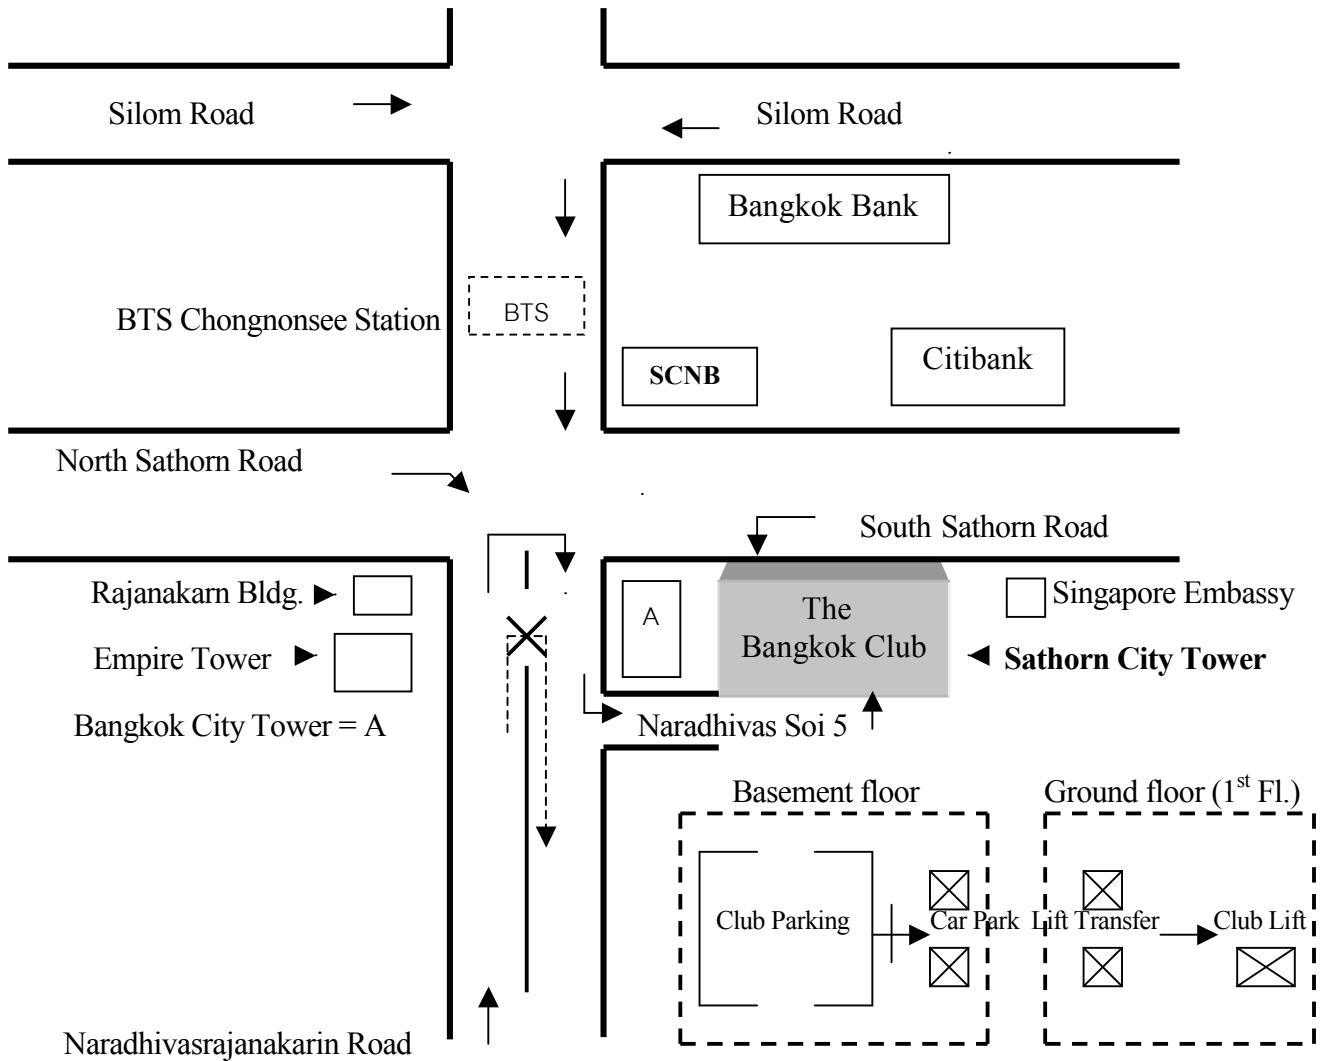 Silom Road
Silom Road
Bangkok Bank
BTS Chongnonsee Station
BTS
SCNB
Citibank
North Sathorn Road
South Sathorn Road
Rajanakarn Bldg.
A
The
Bangkok Club
Singapore Embassy
Empire Tower
Sathorn City Tower
Bangkok City Tower = A
Naradhivas Soi 5
Basement floor
Ground floor (1st Fl.)
Club Parking
Car Park
Lift Transfer
Club Lift
Naradhivasrajanakarin Road